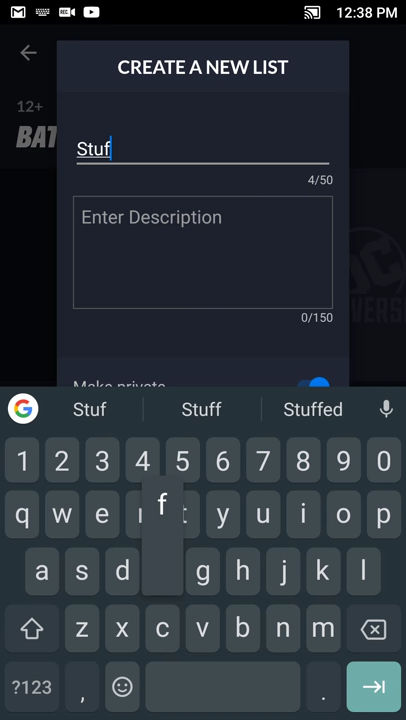 12:38 PM
CREATE A NEW LIST
12+
BAT
Stuf
4/50
Enter Description
0/150
Make private
Stuf Stuff Stuffed
1 2 3 4 5 6 7 8 9 0
q w e t y u i o p
f
a s d g h j k l
z x c v b n m
?123 , .